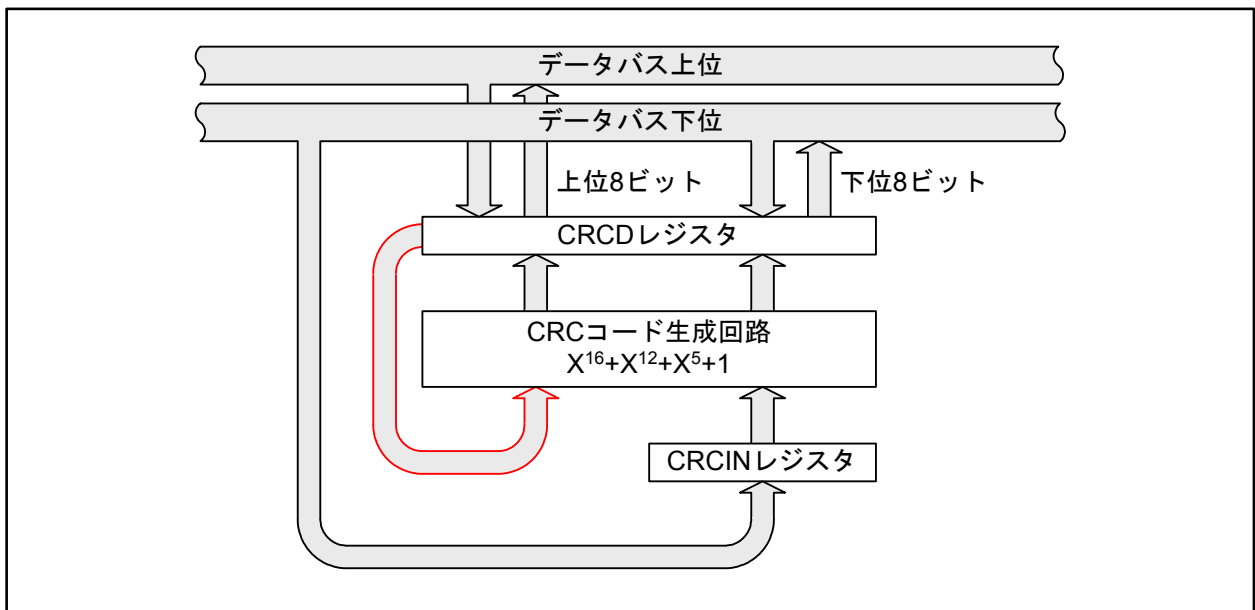 データバス上位
データバス下位
上位8ビット
下位8ビット
CRCDレジスタ
CRCコード生成回路
X¹⁶+X¹²+X⁵+1
CRCINレジスタ